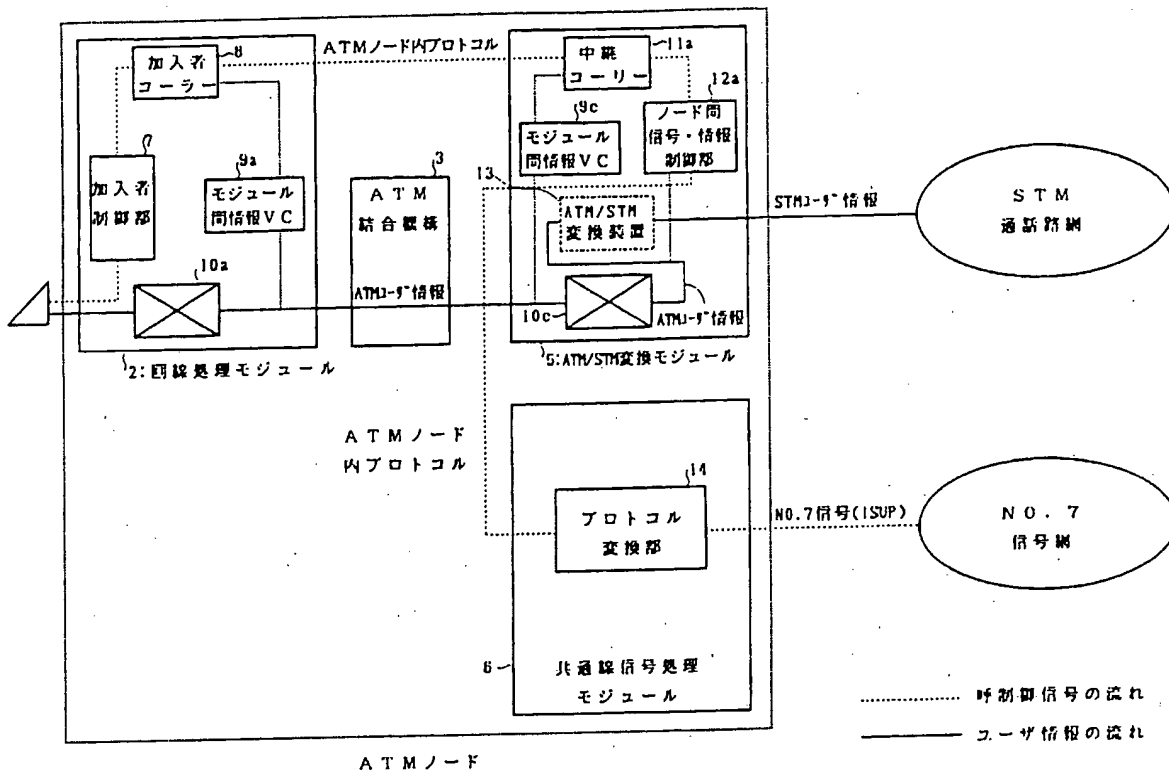 8
加入者
コーラー
ATMノード内プロトコル
中継
コーリー
11a
12a
ノード間
信号・情報
制御部
9c
モジュール
間情報VC
7
加入者
制御部
9a
モジュール
間情報VC
3
ATM
結合機構
13
ATM/STM
変換装置
STMユーザ情報
STM
通話路網
10a
ATMユーザ情報
10c
ATMユーザ情報
2:回線処理モジュール
5:ATM/STM変換モジュール
ATMノード
内プロトコル
14
プロトコル
変換部
NO.7信号(ISUP)
NO.7
信号網
6
共通線信号処理
モジュール
呼制御信号の流れ
ユーザ情報の流れ
ATMノード